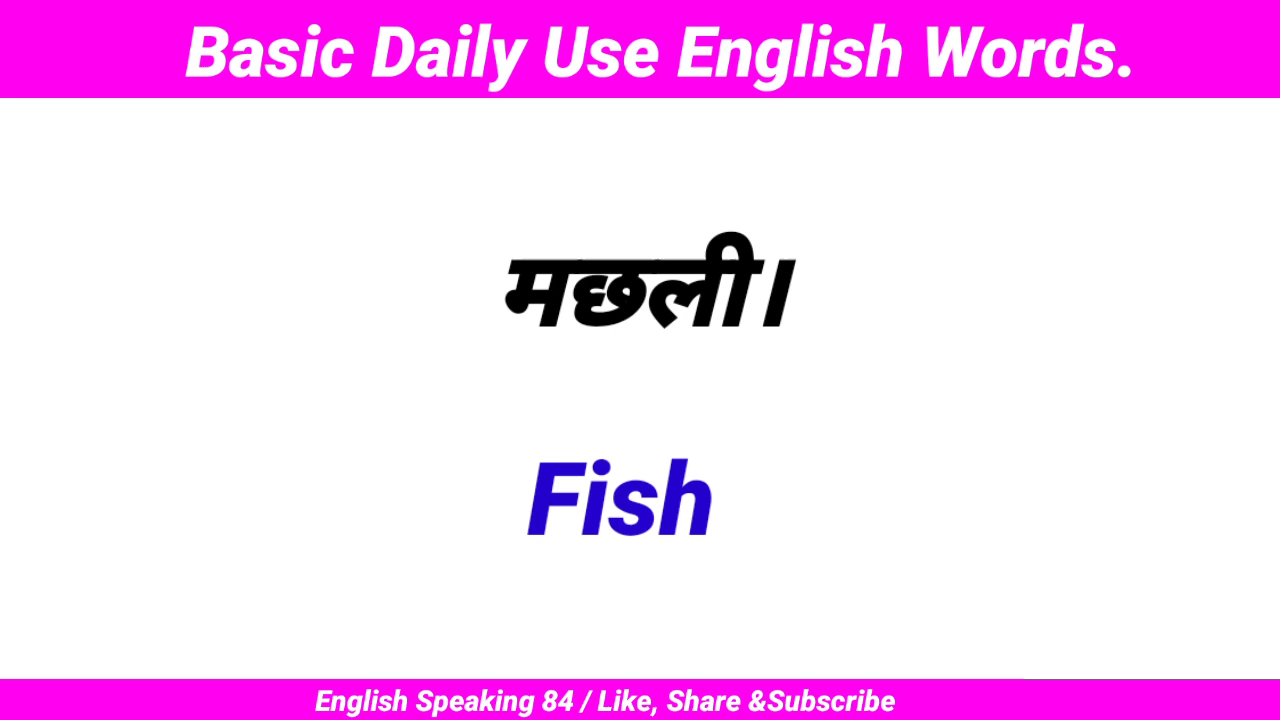 Basic Daily Use English Words.
मछली।
Fish
English Speaking 84 / Like, Share &Subscribe